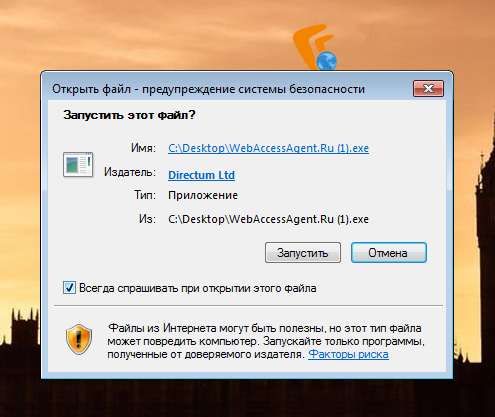 Открыть файл - предупреждение системы безопасности
Запустить этот файл?
Имя: C:\Desktop\WebAccessAgent.Ru (1).exe
Издатель: Directum Ltd
Тип: Приложение
Из: C:\Desktop\WebAccessAgent.Ru (1).exe
Запустить Отмена
Всегда спрашивать при открытии этого файла
Файлы из Интернета могут быть полезны, но этот тип файла
может повредить компьютер. Запускайте только программы,
полученные от доверяемого издателя. Факторы риска